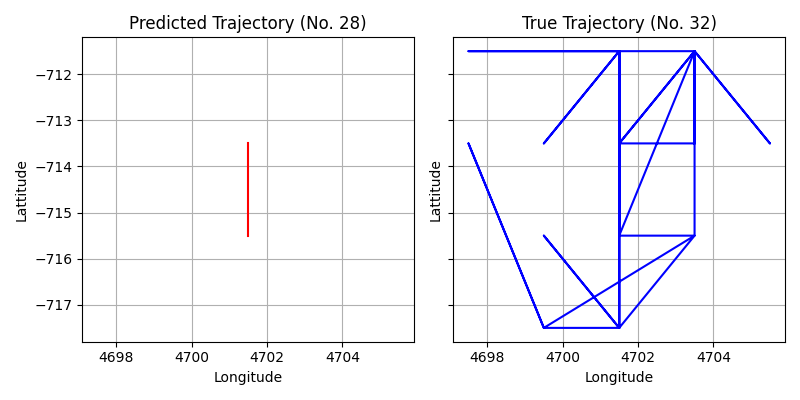 Predicted Trajectory (No. 28)
True Trajectory (No. 32)
−712
−713
−714
−715
−716
−717
Lattitude
Lattitude
4698 4700 4702 4704
4698 4700 4702 4704
Longitude
Longitude